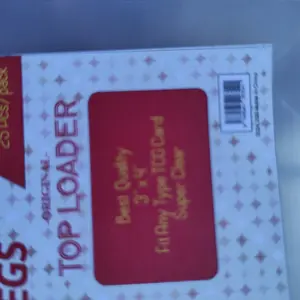 25 pcs/ pack
EGS
ORIGINAL
TOP LOADER
Best Quality
3" x 4"
Fit Any Type TCG Card
Super Clear